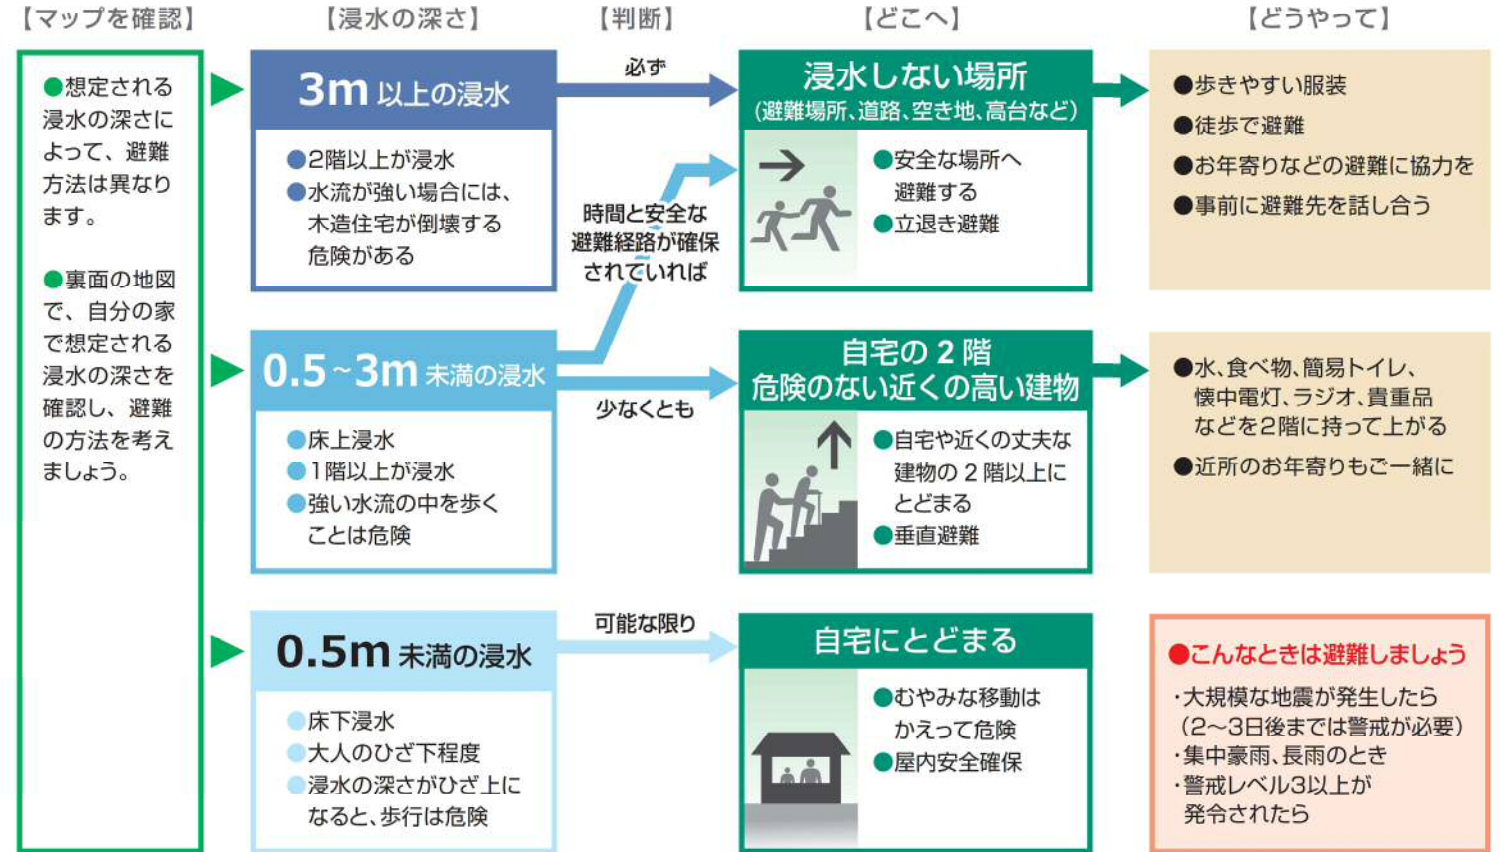 【マップを確認】
【浸水の深さ】
【判断】
【どこへ】
【どうやって】
●想定される
浸水の深さに
よって、避難
方法は異なり
ます。
●裏面の地図
で、自分の家
で想定される
浸水の深さを
確認し、避難
の方法を考え
ましょう。
3m 以上の浸水
●2階以上が浸水
●水流が強い場合には、
木造住宅が倒壊する
危険がある
必ず
浸水しない場所
(避難場所、道路、空き地、高台など)
●安全な場所へ
避難する
●立退き避難
●歩きやすい服装
●徒歩で避難
●お年寄りなどの避難に協力を
●事前に避難先を話し合う
時間と安全な
避難経路が確保
されていれば
0.5~3m 未満の浸水
●床上浸水
●1階以上が浸水
●強い水流の中を歩く
ことは危険
少なくとも
自宅の2階
危険のない近くの高い建物
●自宅や近くの丈夫な
建物の2階以上に
とどまる
●垂直避難
●水、食べ物、簡易トイレ、
懐中電灯、ラジオ、貴重品
などを2階に持って上がる
●近所のお年寄りもご一緒に
0.5m 未満の浸水
●床下浸水
●大人のひざ下程度
●浸水の深さがひざ上に
なると、歩行は危険
可能な限り
自宅にとどまる
●むやみな移動は
かえって危険
●屋内安全確保
●こんなときは避難しましょう
・大規模な地震が発生したら
(2〜3日後までは警戒が必要)
・集中豪雨、長雨のとき
・警戒レベル3以上が
発令されたら